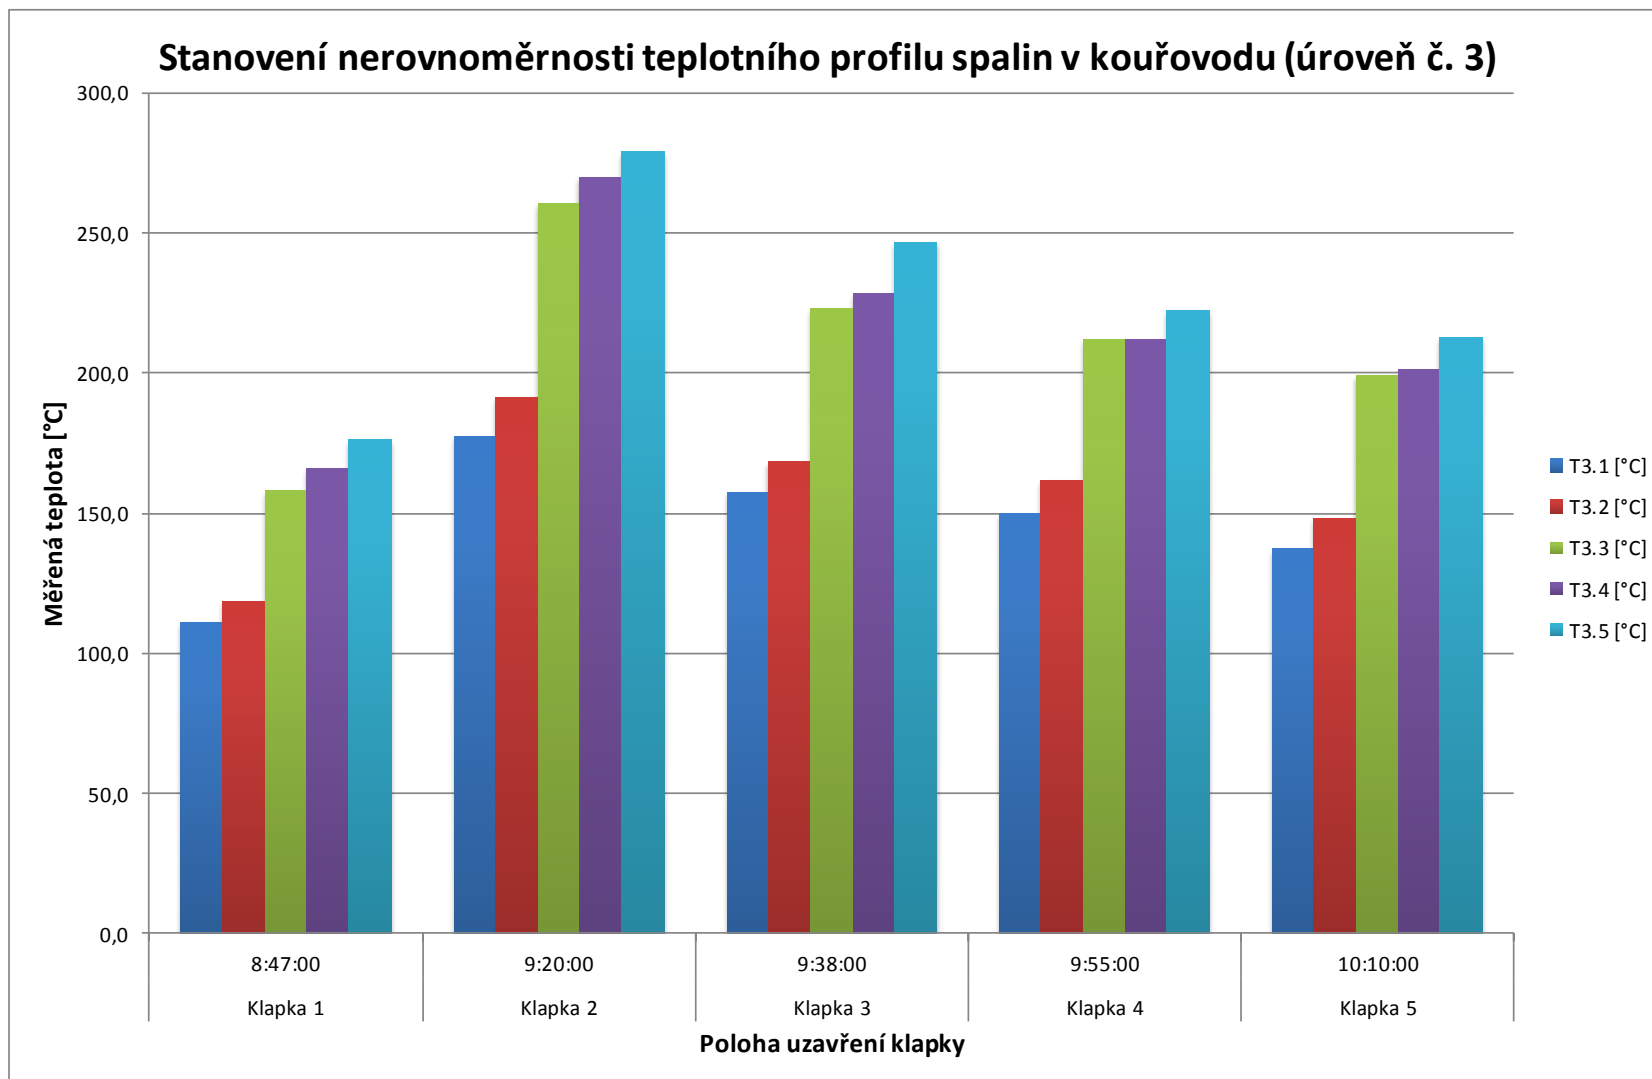 Stanovení nerovnoměrnosti teplotního profilu spalin v kouřovodu (úroveň č. 3)
300,0
250,0
200,0
150,0
100,0
50,0
0,0
Měřená teplota [°C]
8:47:00 9:20:00 9:38:00 9:55:00 10:10:00
Klapka 1 Klapka 2 Klapka 3 Klapka 4 Klapka 5
Poloha uzavření klapky
T3.1 [°C]
T3.2 [°C]
T3.3 [°C]
T3.4 [°C]
T3.5 [°C]